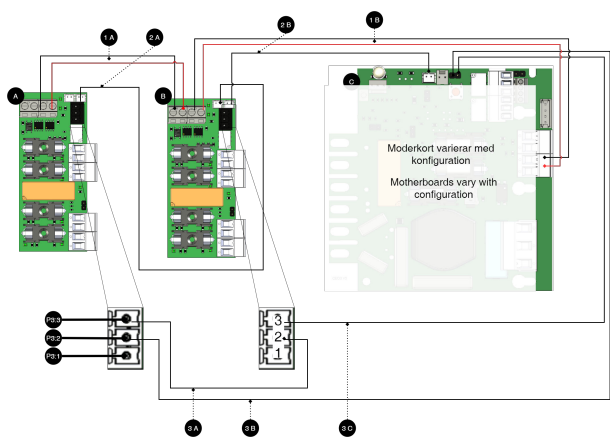 1 A
2 A
2 B
1 B
A
B
C
Moderkort varierar med
konfiguration
Motherboards vary with
configuration
P3:3
P3:2
P3:1
3
2
1
3 A
3 B
3 C